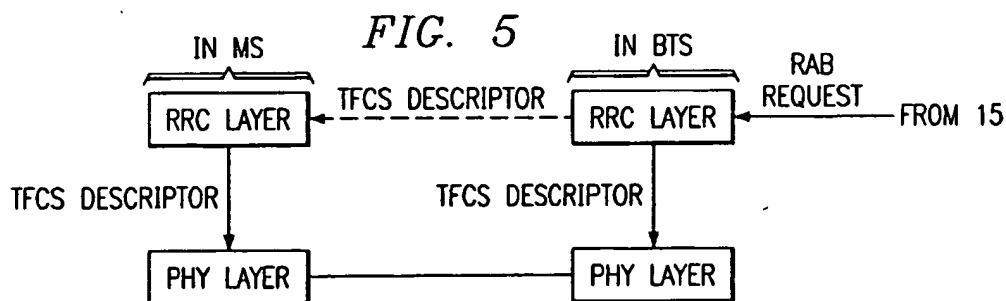 FIG. 5
IN MS
IN BTS
RAB
REQUEST
TFCS DESCRIPTOR
RRC LAYER
RRC LAYER
FROM 15
TFCS DESCRIPTOR
TFCS DESCRIPTOR
PHY LAYER
PHY LAYER